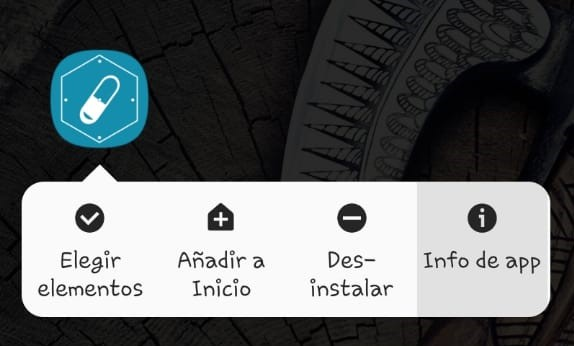 Elegir
elementos
Añadir a
Inicio
Des-
instalar
Info de app